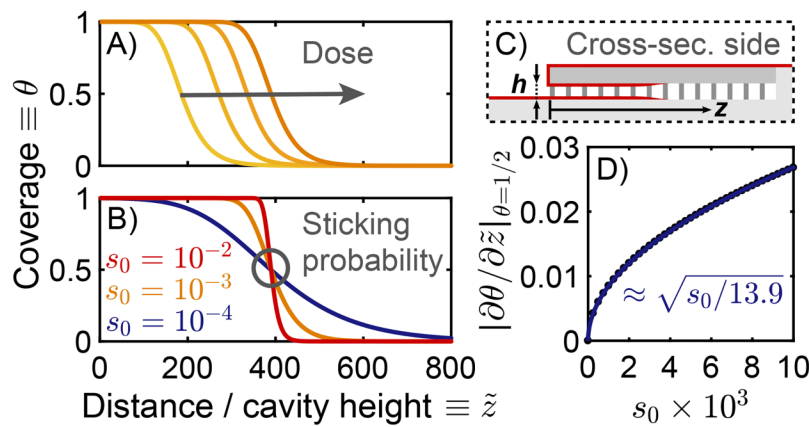 A)
Dose
1
0.5
0
Coverage ≡ θ
B)
Sticking
probability
s₀ = 10⁻²
s₀ = 10⁻³
s₀ = 10⁻⁴
1
0.5
0
0 200 400 600 800
Distance / cavity height ≡ z̃
C) Cross-sec. side
h
z
D)
0.03
0.02
0.01
0
|∂θ/∂z̃|θ=1/2
≈ √s₀/13.9
0 2 4 6 8 10
s₀ × 10³